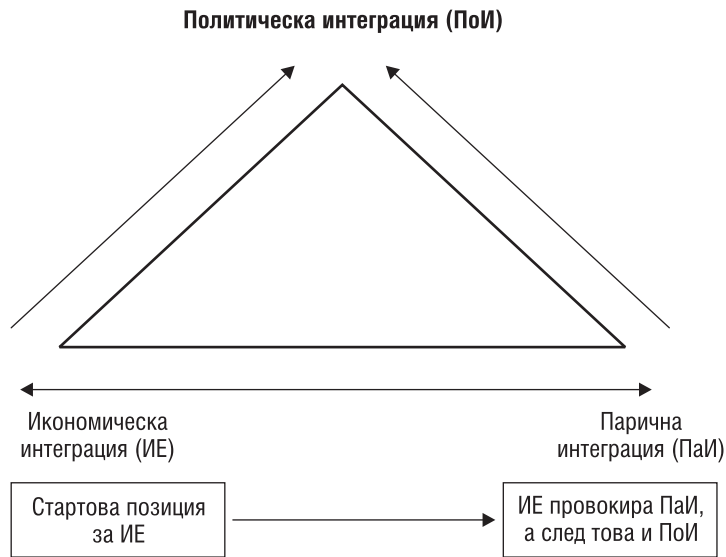 Политическа интеграция (ПоИ)
Икономическа
интеграция (ИЕ)
Парична
интеграция (ПаИ)
Стартова позиция
за ИЕ
ИЕ провокира ПаИ,
а след това и ПоИ